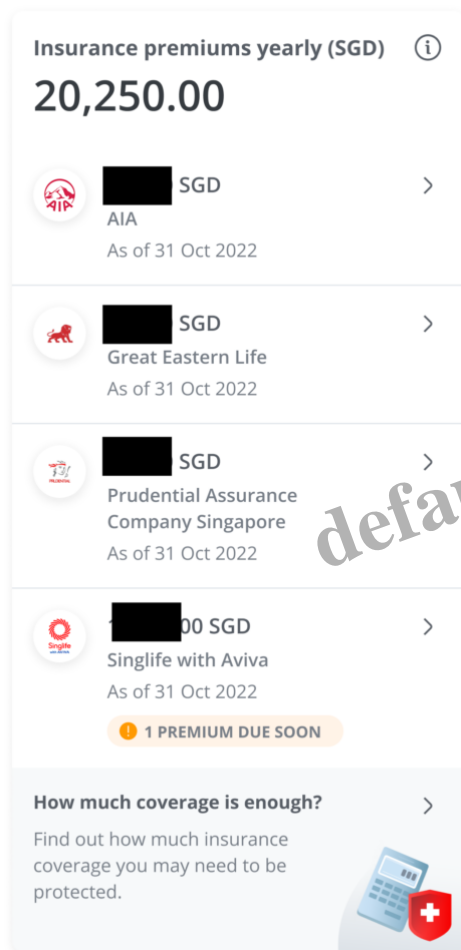 Insurance premiums yearly (SGD)
20,250.00
AIA
SGD
AIA
As of 31 Oct 2022
SGD
Great Eastern Life
As of 31 Oct 2022
PRUDENTIAL
SGD
Prudential Assurance
Company Singapore
As of 31 Oct 2022
Singlife
00 SGD
Singlife with Aviva
As of 31 Oct 2022
1 PREMIUM DUE SOON
How much coverage is enough?
Find out how much insurance
coverage you may need to be
protected.